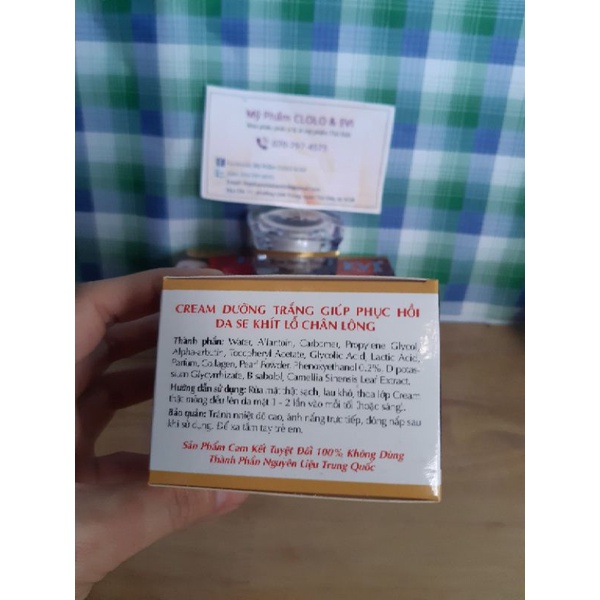 Mỹ Phẩm CLOLO & EVI
076 767 4575
CREAM DƯỠNG TRẮNG GIÚP PHỤC HỒI
DA SE KHÍT LỖ CHÂN LÔNG
Thành phần: Water, Allantoin, Carbomer, Propylene Glycol,
Alpha-arbutin, Tocopheryl Acetate, Glycolic Acid, Lactic Acid,
Parfum, Collagen, Pearl Powder, Phenoxyethanol 0.2%, Dipotas-
sium Glycyrrhizate, Bisabolol, Camellia Sinensis Leaf Extract.
Hướng dẫn sử dụng: Rửa mặt thật sạch, lau khô, thoa lớp Cream
thật mỏng đều lên da mặt 1 - 2 lần vào mỗi tối (hoặc sáng).
Bảo quản: Tránh nhiệt độ cao, ánh nắng trực tiếp, đóng nắp sau
khi sử dụng. Để xa tầm tay trẻ em.
Sản Phẩm Cam Kết Tuyệt Đối 100% Không Dùng
Thành Phần Nguyên Liệu Trung Quốc